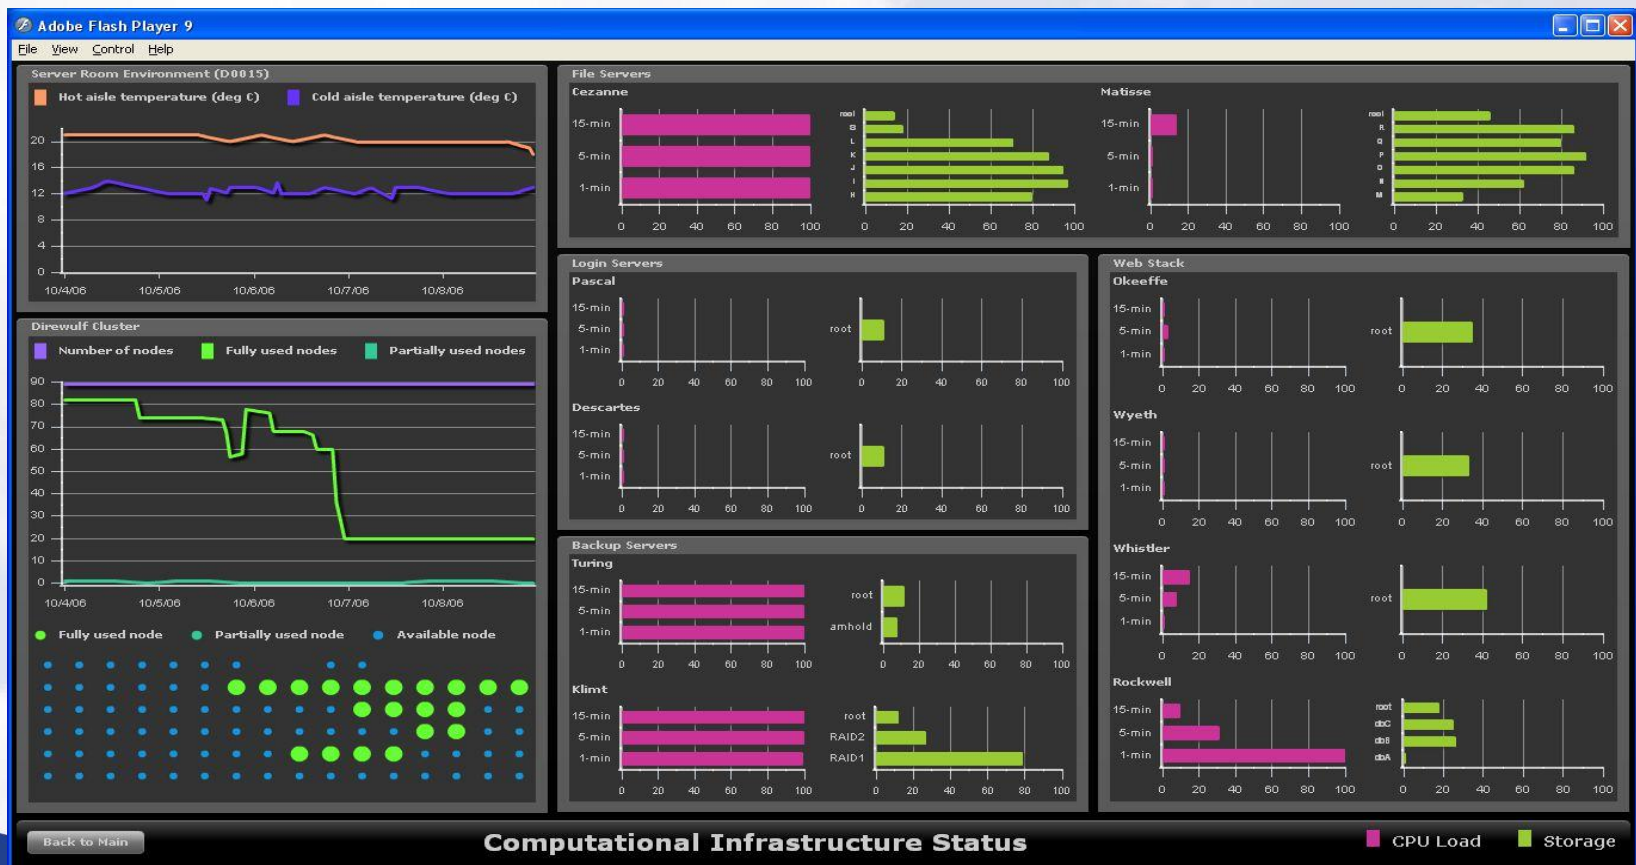 Adobe Flash Player 9
File View Control Help
Server Room Environment (D0015)
Hot aisle temperature (deg C) Cold aisle temperature (deg C)
20
16
12
8
4
0
10/4/06 10/5/06 10/6/06 10/7/06 10/8/06
Direwulf Cluster
Number of nodes Fully used nodes Partially used nodes
90
80
70
60
50
40
30
20
10
0
10/4/06 10/5/06 10/6/06 10/7/06 10/8/06
Fully used node Partially used node Available node
File Servers
Cezanne
15-min
5-min
1-min
0 20 40 60 80 100
root
L
K
J
I
H
0 20 40 60 80 100
Matisse
15-min
5-min
1-min
0 20 40 60 80 100
root
R
Q
P
O
M
0 20 40 60 80 100
Login Servers
Pascal
15-min
5-min
1-min
0 20 40 60 80 100
root
0 20 40 60 80 100
Descartes
15-min
5-min
1-min
0 20 40 60 80 100
root
0 20 40 60 80 100
Backup Servers
Turing
15-min
5-min
1-min
0 20 40 60 80 100
root
amhold
0 20 40 60 80 100
Klimt
15-min
5-min
1-min
0 20 40 60 80 100
root
RAID2
RAID1
0 20 40 60 80 100
Web Stack
Okeeffe
15-min
5-min
1-min
0 20 40 60 80 100
root
0 20 40 60 80 100
Wyeth
15-min
5-min
1-min
0 20 40 60 80 100
root
0 20 40 60 80 100
Whistler
15-min
5-min
1-min
0 20 40 60 80 100
root
0 20 40 60 80 100
Rockwell
15-min
5-min
1-min
0 20 40 60 80 100
root
dbC
dbB
dbA
0 20 40 60 80 100
Back to Main
Computational Infrastructure Status
CPU Load Storage